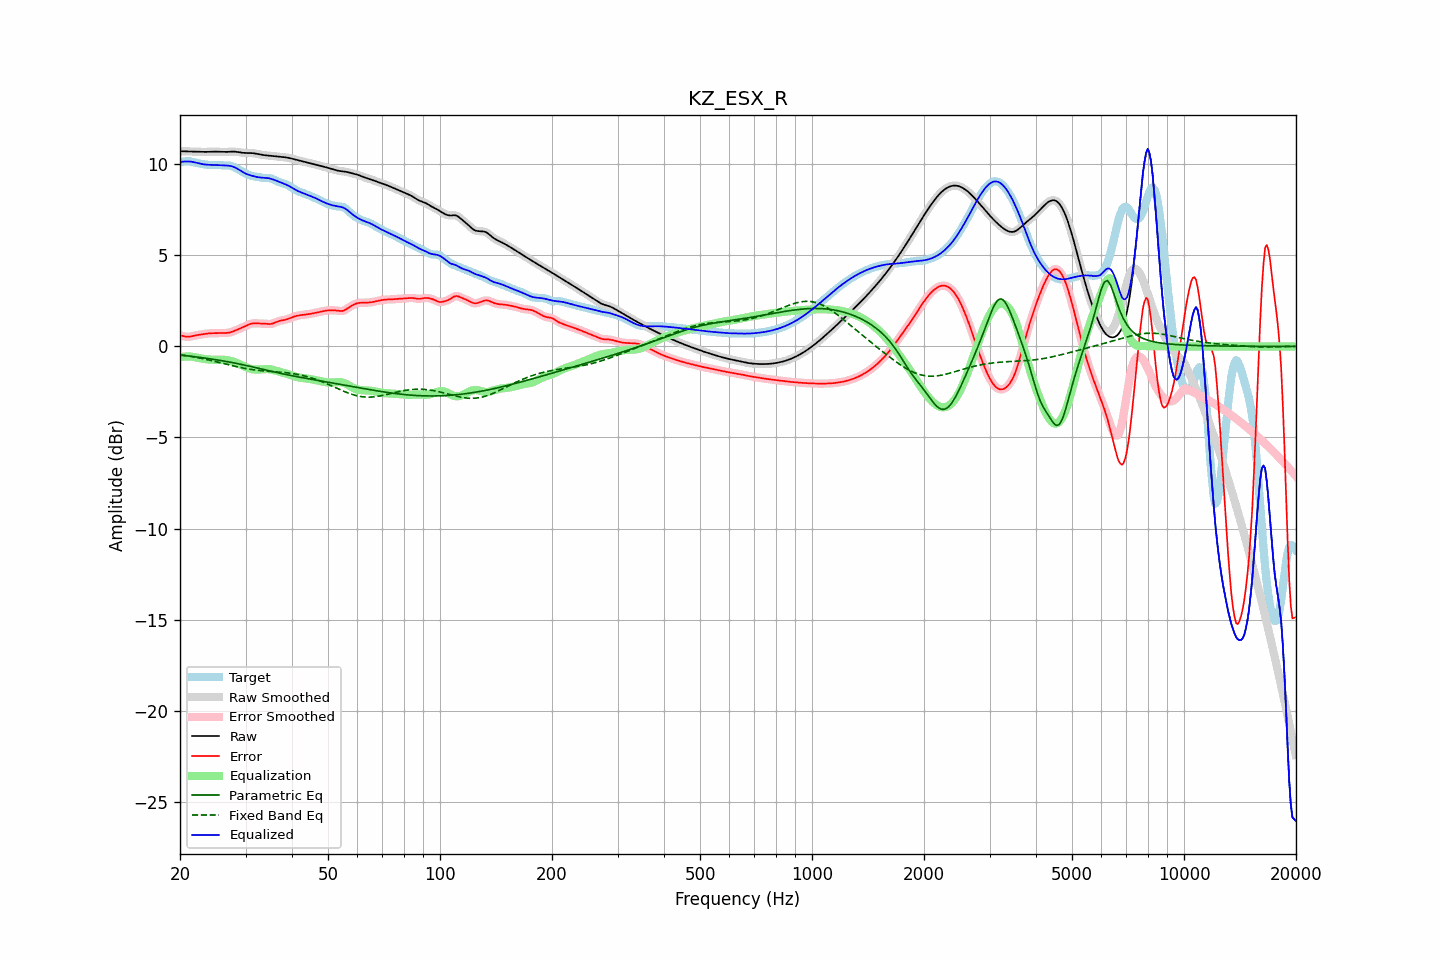 KZ_ESX_R
10
5
0
−5
−10
−15
−20
−25
Amplitude (dBr)
Target
Raw Smoothed
Error Smoothed
Raw
Error
Equalization
Parametric Eq
Fixed Band Eq
Equalized
20 50 100 200 500 1000 2000 5000 10000 20000
Frequency (Hz)